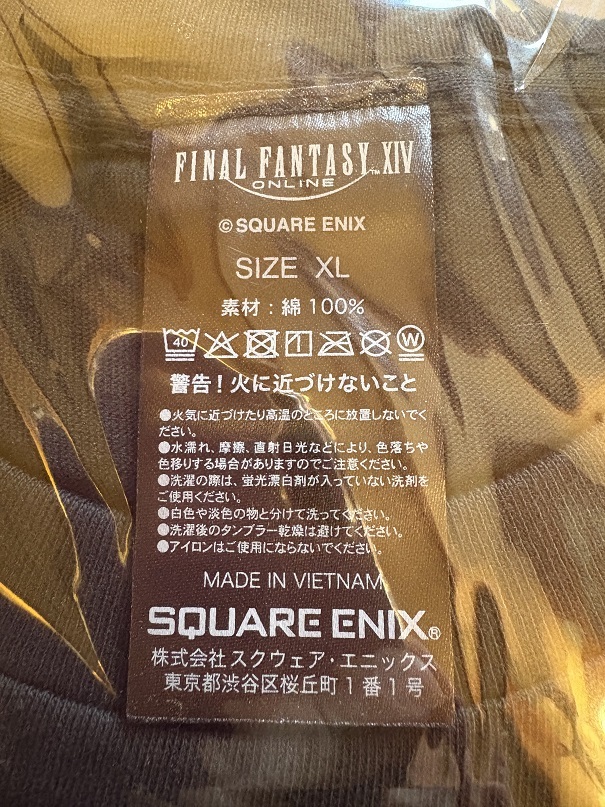 FINAL FANTASY XIV
ONLINE
© SQUARE ENIX
SIZE XL
素材：綿 100%
40 W
警告！火に近づけないこと
●火気に近づけたり高温のところに放置しないでく
ださい。
●水濡れ、摩擦、直射日光などにより、色落ちや
色移りする場合がありますのでご注意ください。
●洗濯の際は、蛍光漂白剤が入っていない洗剤を
ご使用ください。
●白色や淡色の物と分けて洗ってください。
●洗濯後のタンブラー乾燥は避けてください。
●アイロンはご使用にならないでください。
MADE IN VIETNAM
SQUARE ENIX®
株式会社スクウェア・エニックス
東京都渋谷区桜丘町1番1号